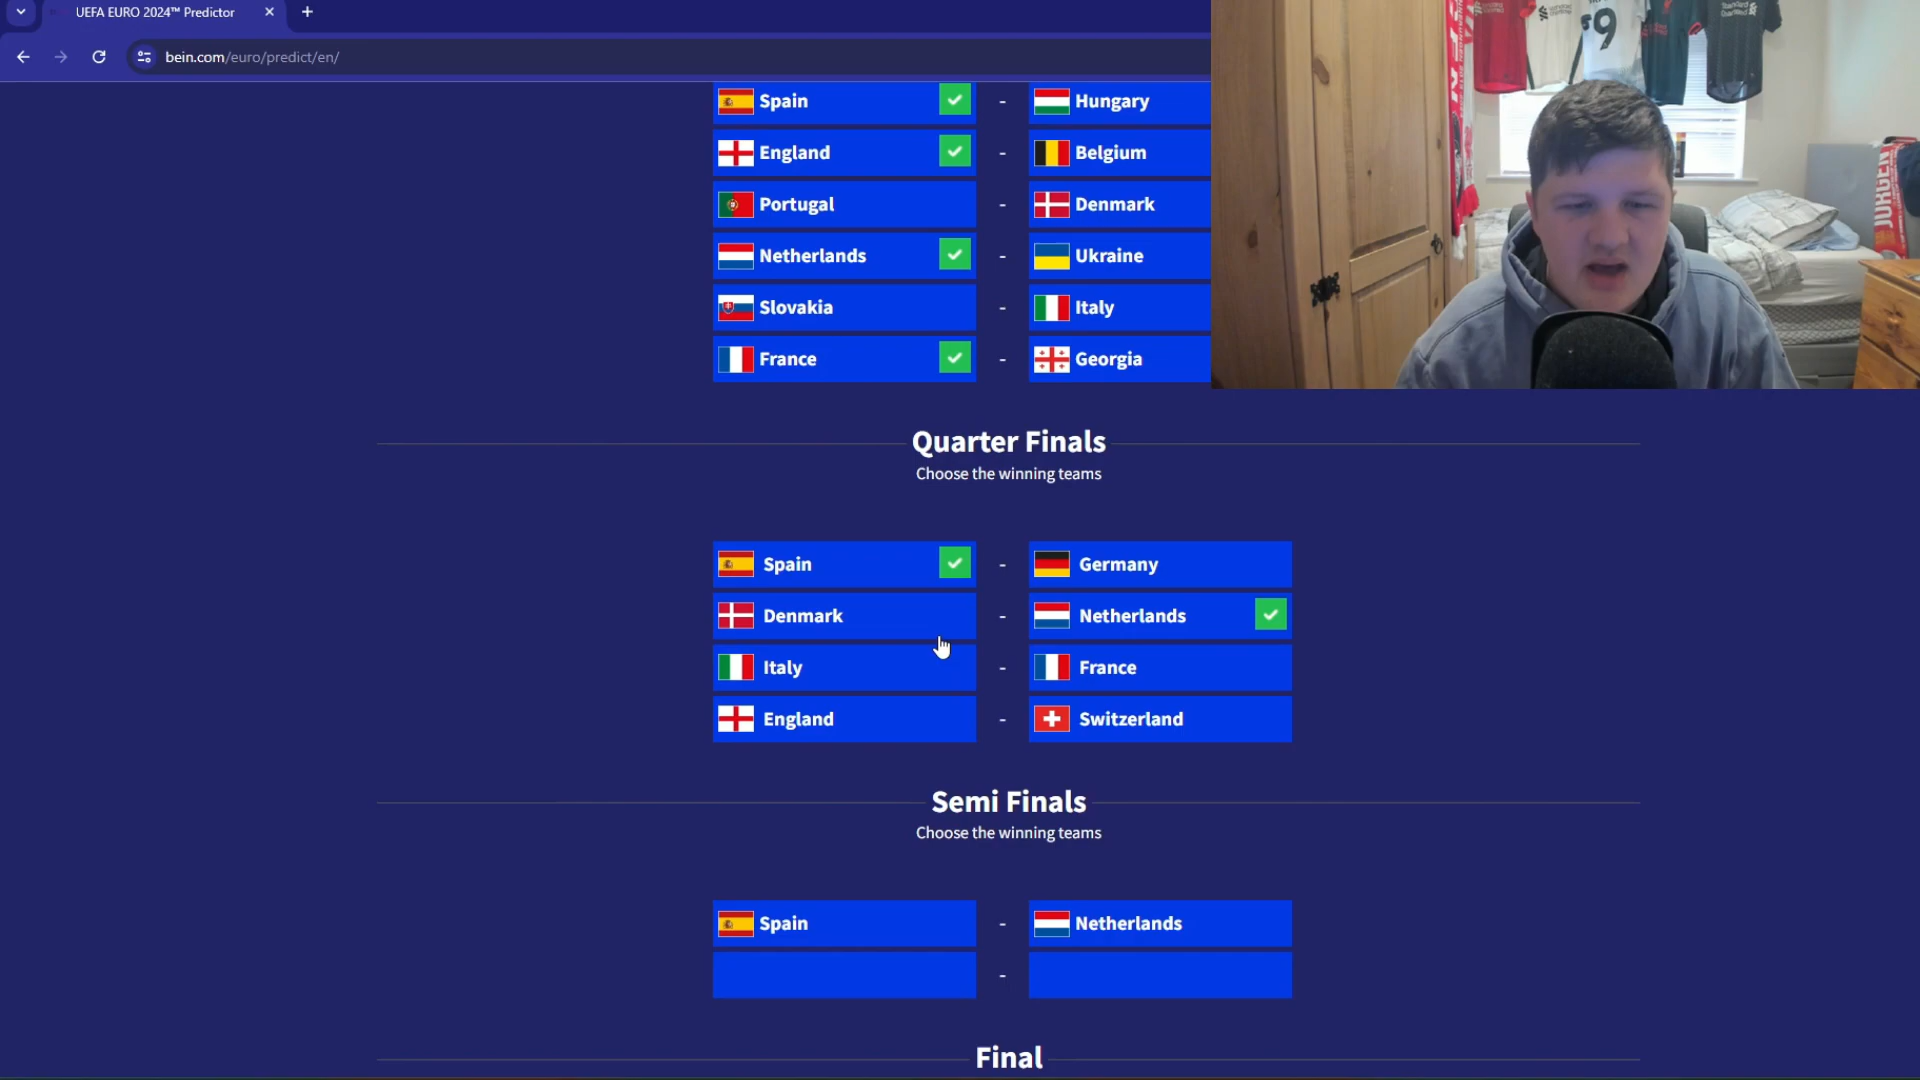 UEFA EURO 2024™ Predictor
bein.com/euro/predict/en/
Spain - Hungary
England - Belgium
Portugal - Denmark
Netherlands - Ukraine
Slovakia - Italy
France - Georgia
Quarter Finals
Choose the winning teams
Spain - Germany
Denmark - Netherlands
Italy - France
England - Switzerland
Semi Finals
Choose the winning teams
Spain - Netherlands
-
Final
9
JÜRGEN